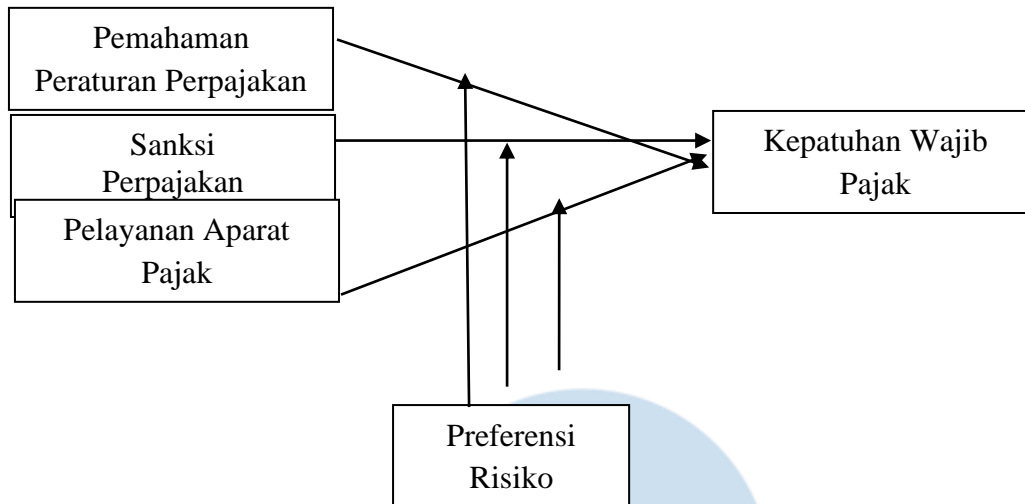 Pemahaman
Peraturan Perpajakan
Sanksi
Perpajakan
Pelayanan Aparat
Pajak
Kepatuhan Wajib
Pajak
Preferensi
Risiko